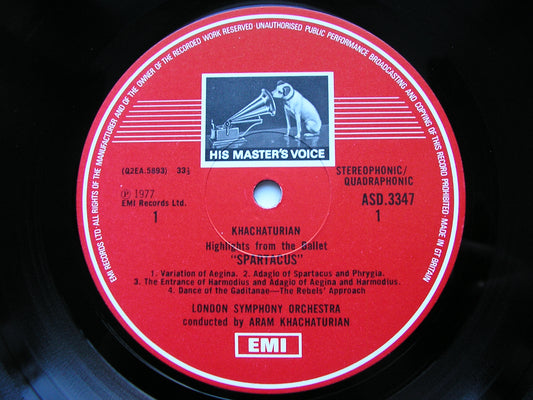 EMI RECORDS LTD·ALL RIGHTS OF THE MANUFACTURER AND OF THE OWNER OF THE RECORDED WORK RESERVED·UNAUTHORISED PUBLIC PERFORMANCE BROADCASTING AND COPYING OF THIS RECORD PROHIBITED MADE IN GT BRITAIN
HIS MASTER'S VOICE
(Q2EA.5893) 33⅓
STEREOPHONIC/
QUADRAPHONIC
℗ 1977
EMI Records Ltd.
ASD.3347
1
1
KHACHATURIAN
Highlights from the Ballet
"SPARTACUS"
1. Variation of Aegina. 2. Adagio of Spartacus and Phrygia.
3. The Entrance of Harmodius and Adagio of Aegina and Harmodius.
4. Dance of the Gaditanae—The Rebels' Approach
LONDON SYMPHONY ORCHESTRA
conducted by ARAM KHACHATURIAN
EMI